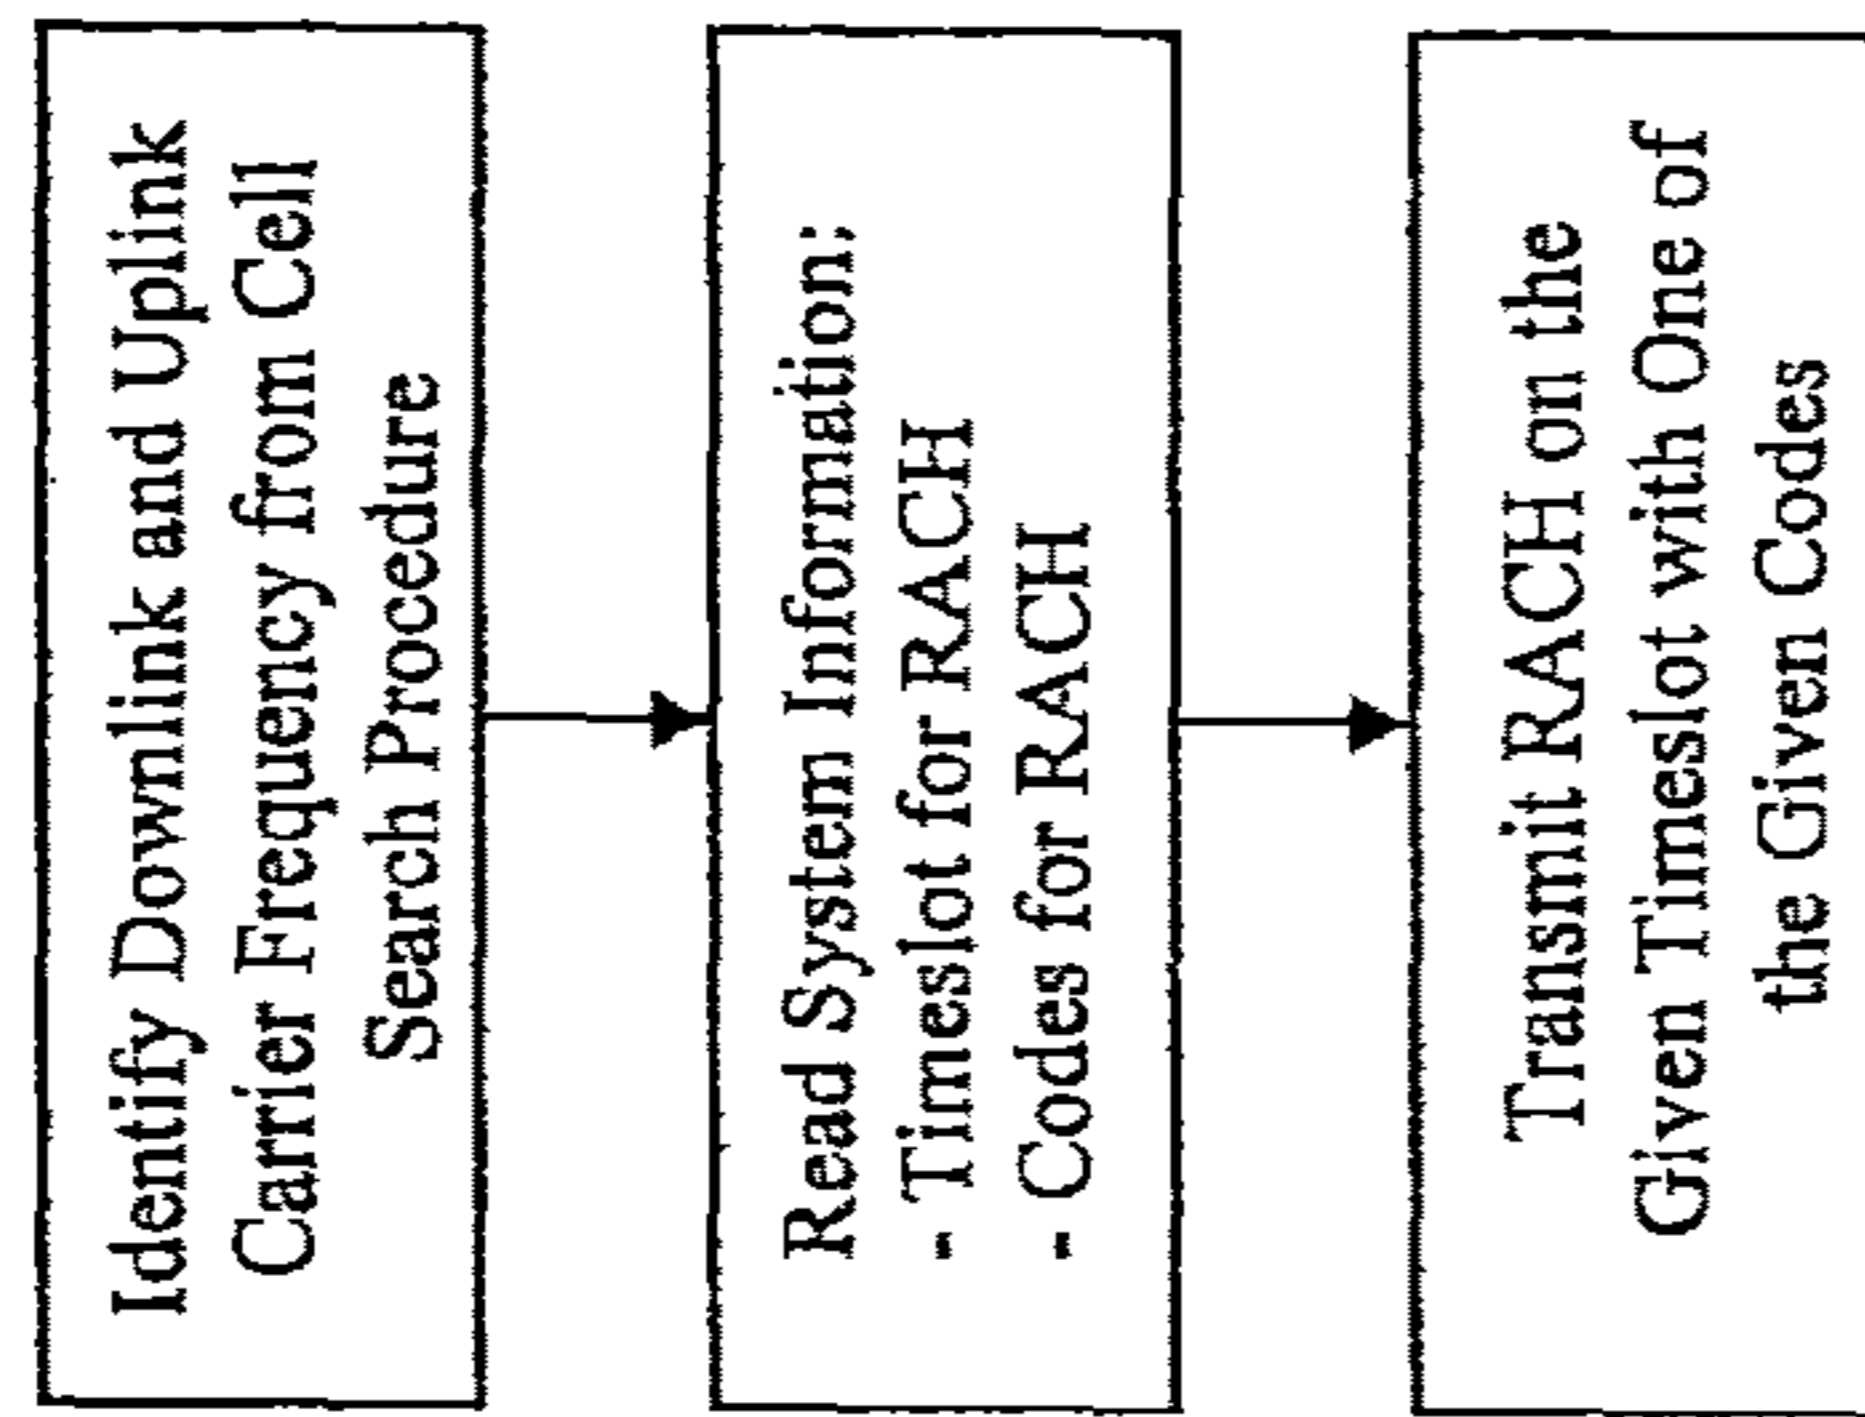 Identify Downlink and Uplink
Carrier Frequency from Cell
Search Procedure
Read System Information:
- Timeslot for RACH
- Codes for RACH
Transmit RACH on the
Given Timeslot with One of
the Given Codes